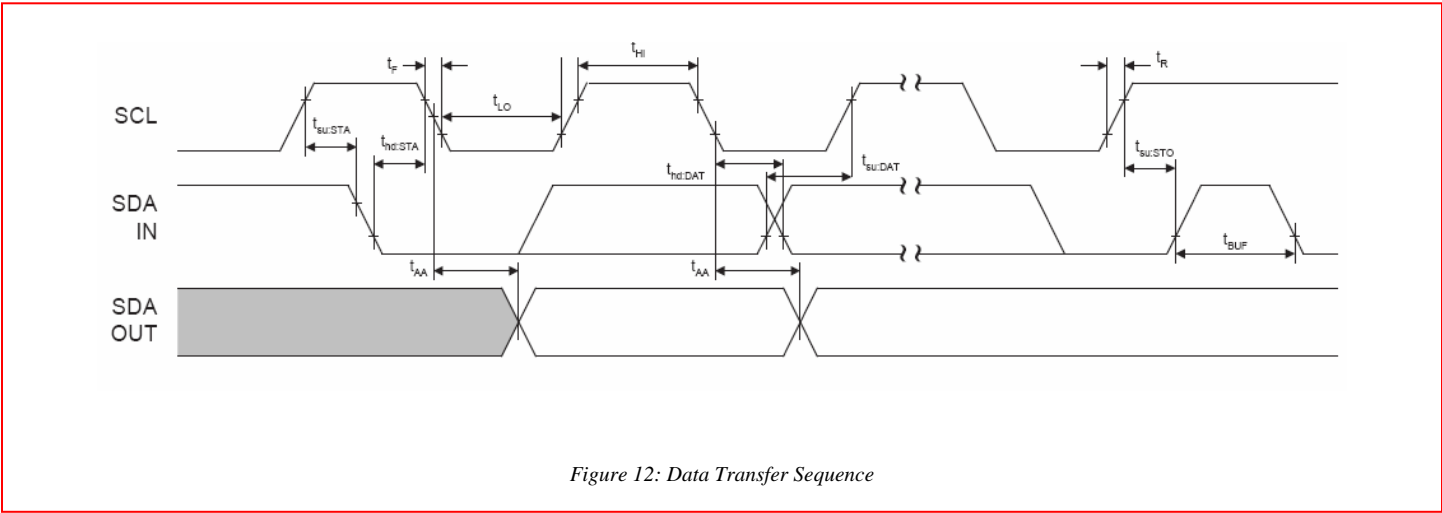 tHI
tF
tR
SCL
tLO
tsu:STA
thd:STA
tsu:STO
thd:DAT
tsu:DAT
SDA
IN
tBUF
tAA
tAA
SDA
OUT
Figure 12: Data Transfer Sequence